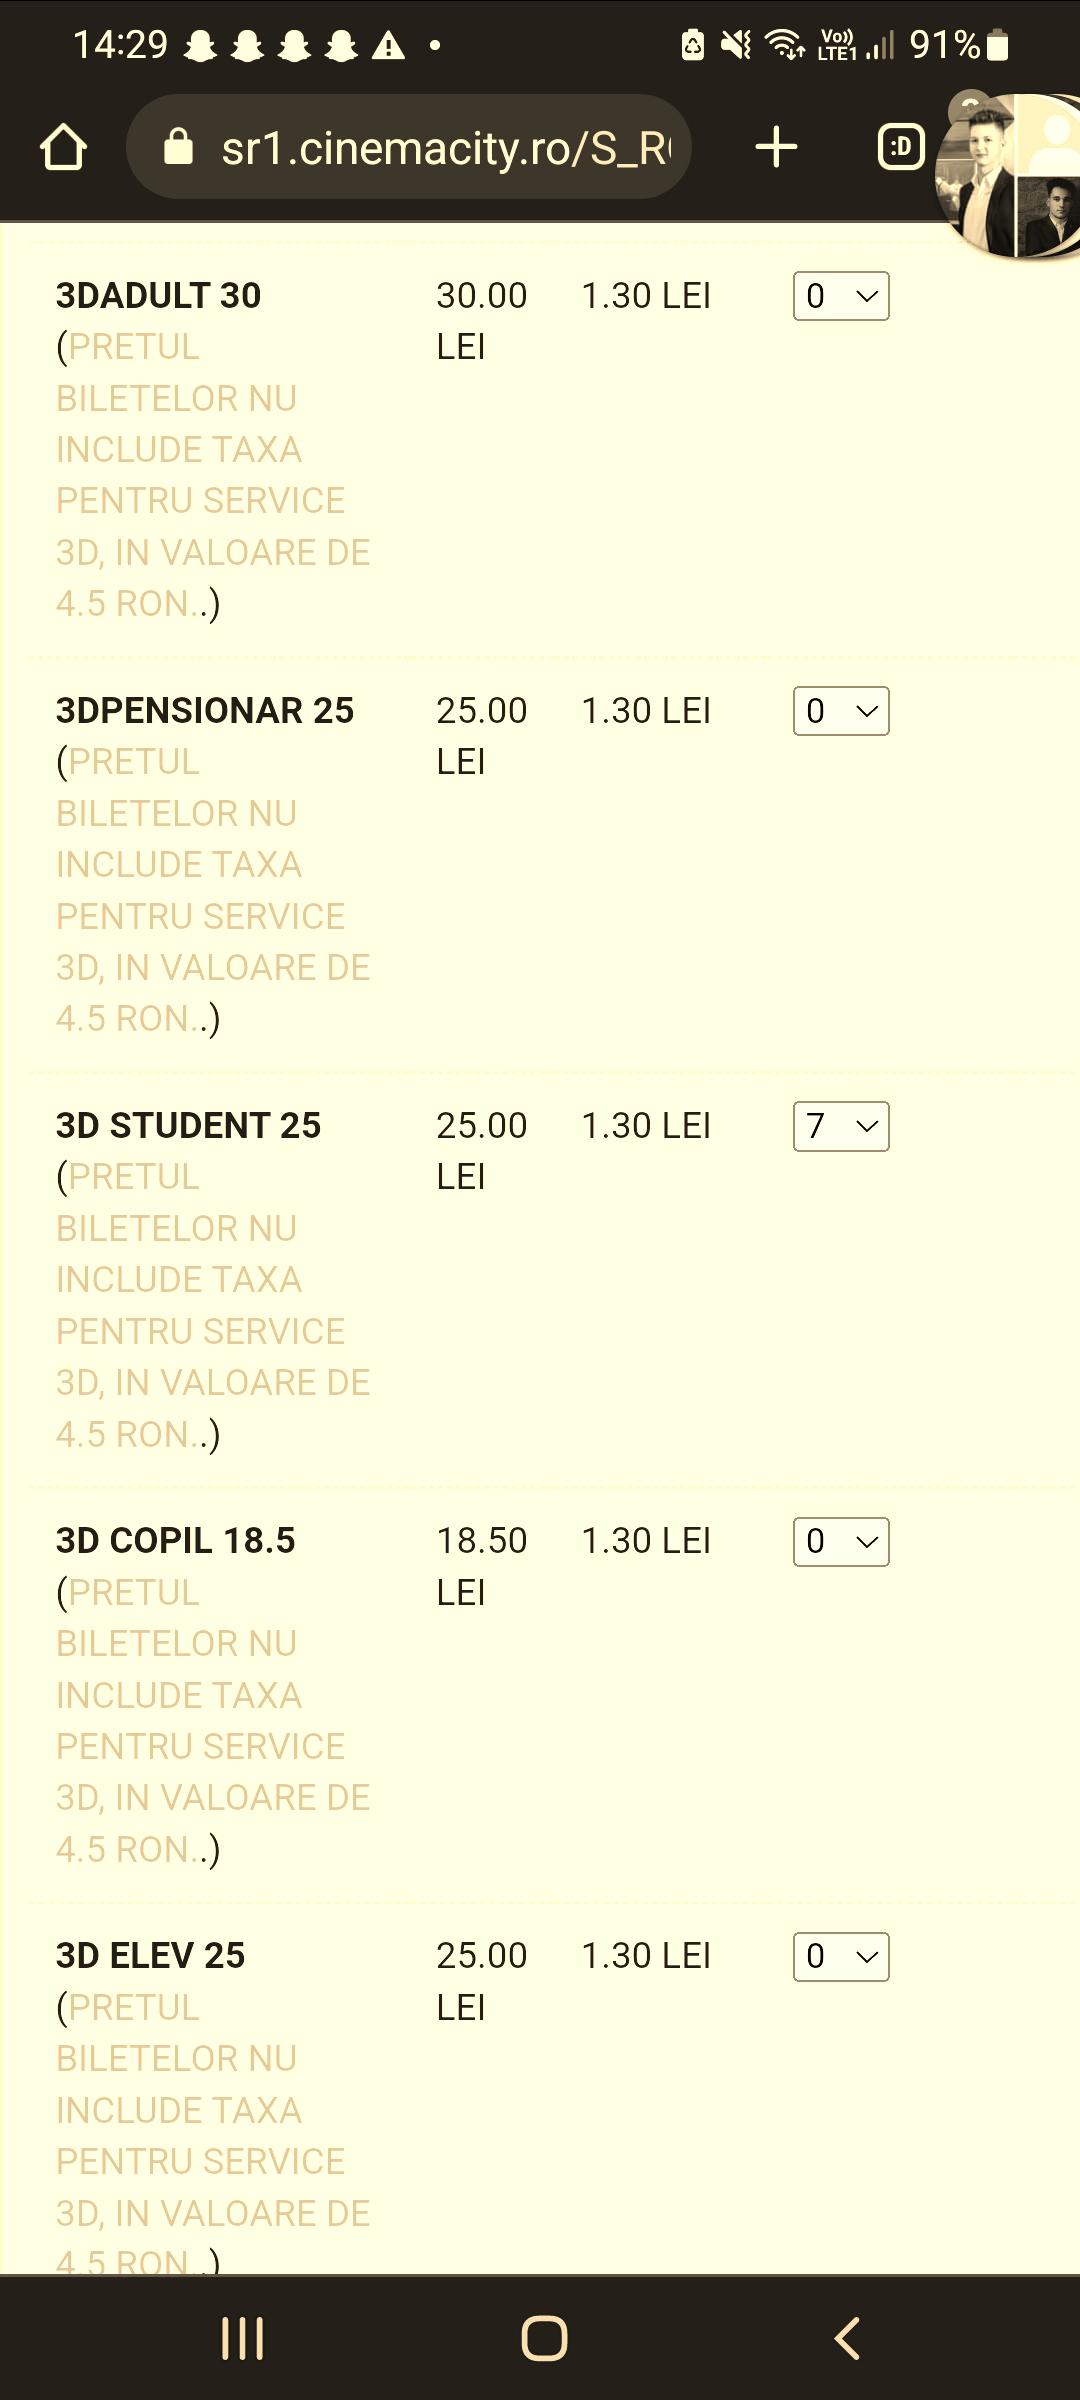 14:29
Vo)) LTE1 91%
sr1.cinemacity.ro/S_R
:D
3DADULT 30 30.00 1.30 LEI 0
(PRETUL LEI
BILETELOR NU
INCLUDE TAXA
PENTRU SERVICE
3D, IN VALOARE DE
4.5 RON..)
3DPENSIONAR 25 25.00 1.30 LEI 0
(PRETUL LEI
BILETELOR NU
INCLUDE TAXA
PENTRU SERVICE
3D, IN VALOARE DE
4.5 RON..)
3D STUDENT 25 25.00 1.30 LEI 7
(PRETUL LEI
BILETELOR NU
INCLUDE TAXA
PENTRU SERVICE
3D, IN VALOARE DE
4.5 RON..)
3D COPIL 18.5 18.50 1.30 LEI 0
(PRETUL LEI
BILETELOR NU
INCLUDE TAXA
PENTRU SERVICE
3D, IN VALOARE DE
4.5 RON..)
3D ELEV 25 25.00 1.30 LEI 0
(PRETUL LEI
BILETELOR NU
INCLUDE TAXA
PENTRU SERVICE
3D, IN VALOARE DE
4.5 RON..)